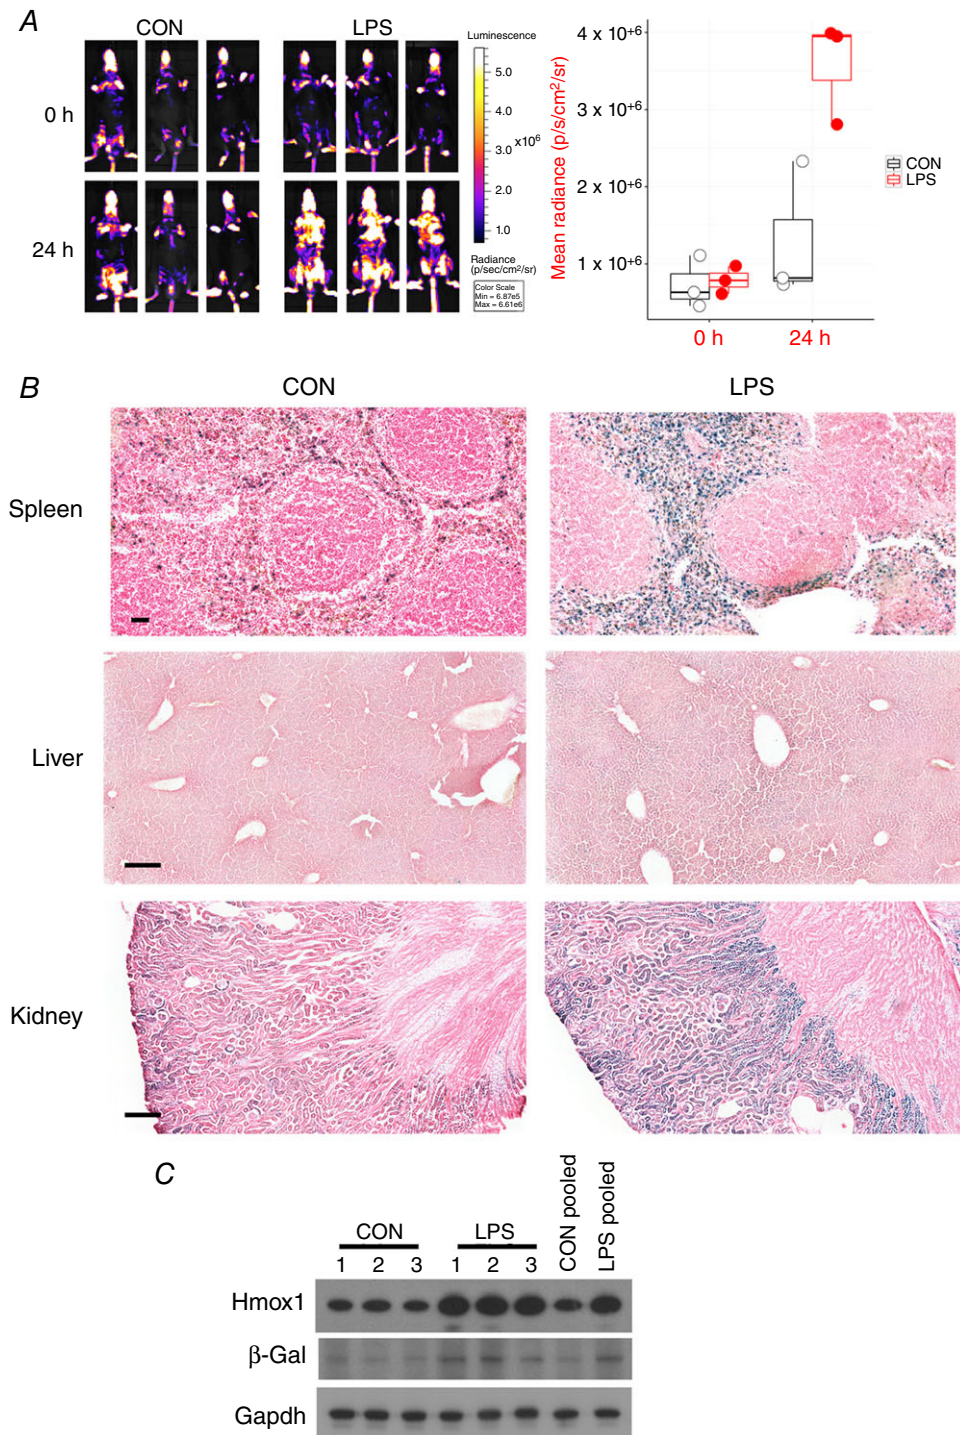 A
CON
LPS
0 h
24 h
Luminescence
5.0
4.0
x10⁶
3.0
2.0
1.0
Radiance
(p/sec/cm²/sr)
Color Scale
Min = 6.87e5
Max = 6.61e6
Mean radiance (p/s/cm²/sr)
4 x 10⁺⁶
3 x 10⁺⁶
2 x 10⁺⁶
1 x 10⁺⁶
0 h
24 h
CON
LPS
B
CON
LPS
Spleen
Liver
Kidney
C
CON
LPS
CON pooled
LPS pooled
1 2 3 1 2 3
Hmox1
β-Gal
Gapdh